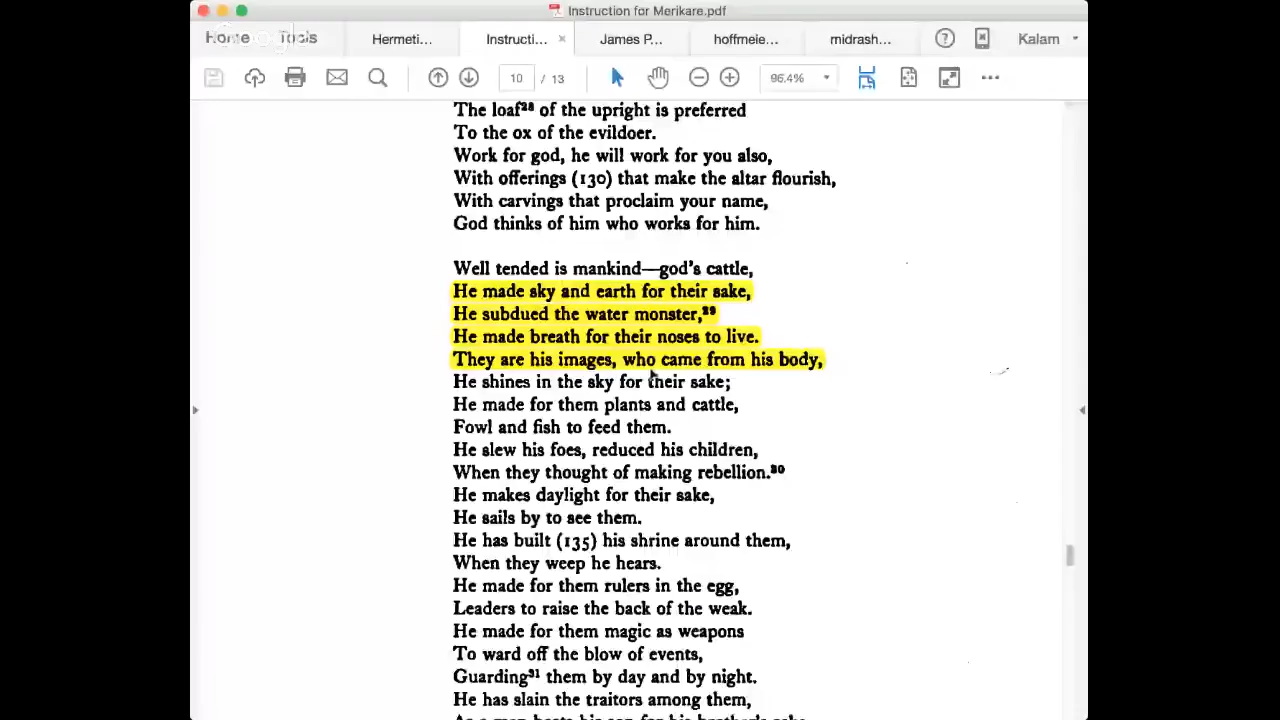 Instruction for Merikare.pdf
Home Tools Hermeti... Instructi... × James P... hoffmeie... midrash... Kalam
10 / 13 96.4%
The loaf²⁸ of the upright is preferred
To the ox of the evildoer.
Work for god, he will work for you also,
With offerings (130) that make the altar flourish,
With carvings that proclaim your name,
God thinks of him who works for him.
Well tended is mankind—god's cattle,
He made sky and earth for their sake,
He subdued the water monster,²⁹
He made breath for their noses to live.
They are his images, who came from his body,
He shines in the sky for their sake;
He made for them plants and cattle,
Fowl and fish to feed them.
He slew his foes, reduced his children,
When they thought of making rebellion.³⁰
He makes daylight for their sake,
He sails by to see them.
He has built (135) his shrine around them,
When they weep he hears.
He made for them rulers in the egg,
Leaders to raise the back of the weak.
He made for them magic as weapons
To ward off the blow of events,
Guarding³¹ them by day and by night.
He has slain the traitors among them,
As a man beats his son for his brother's sake